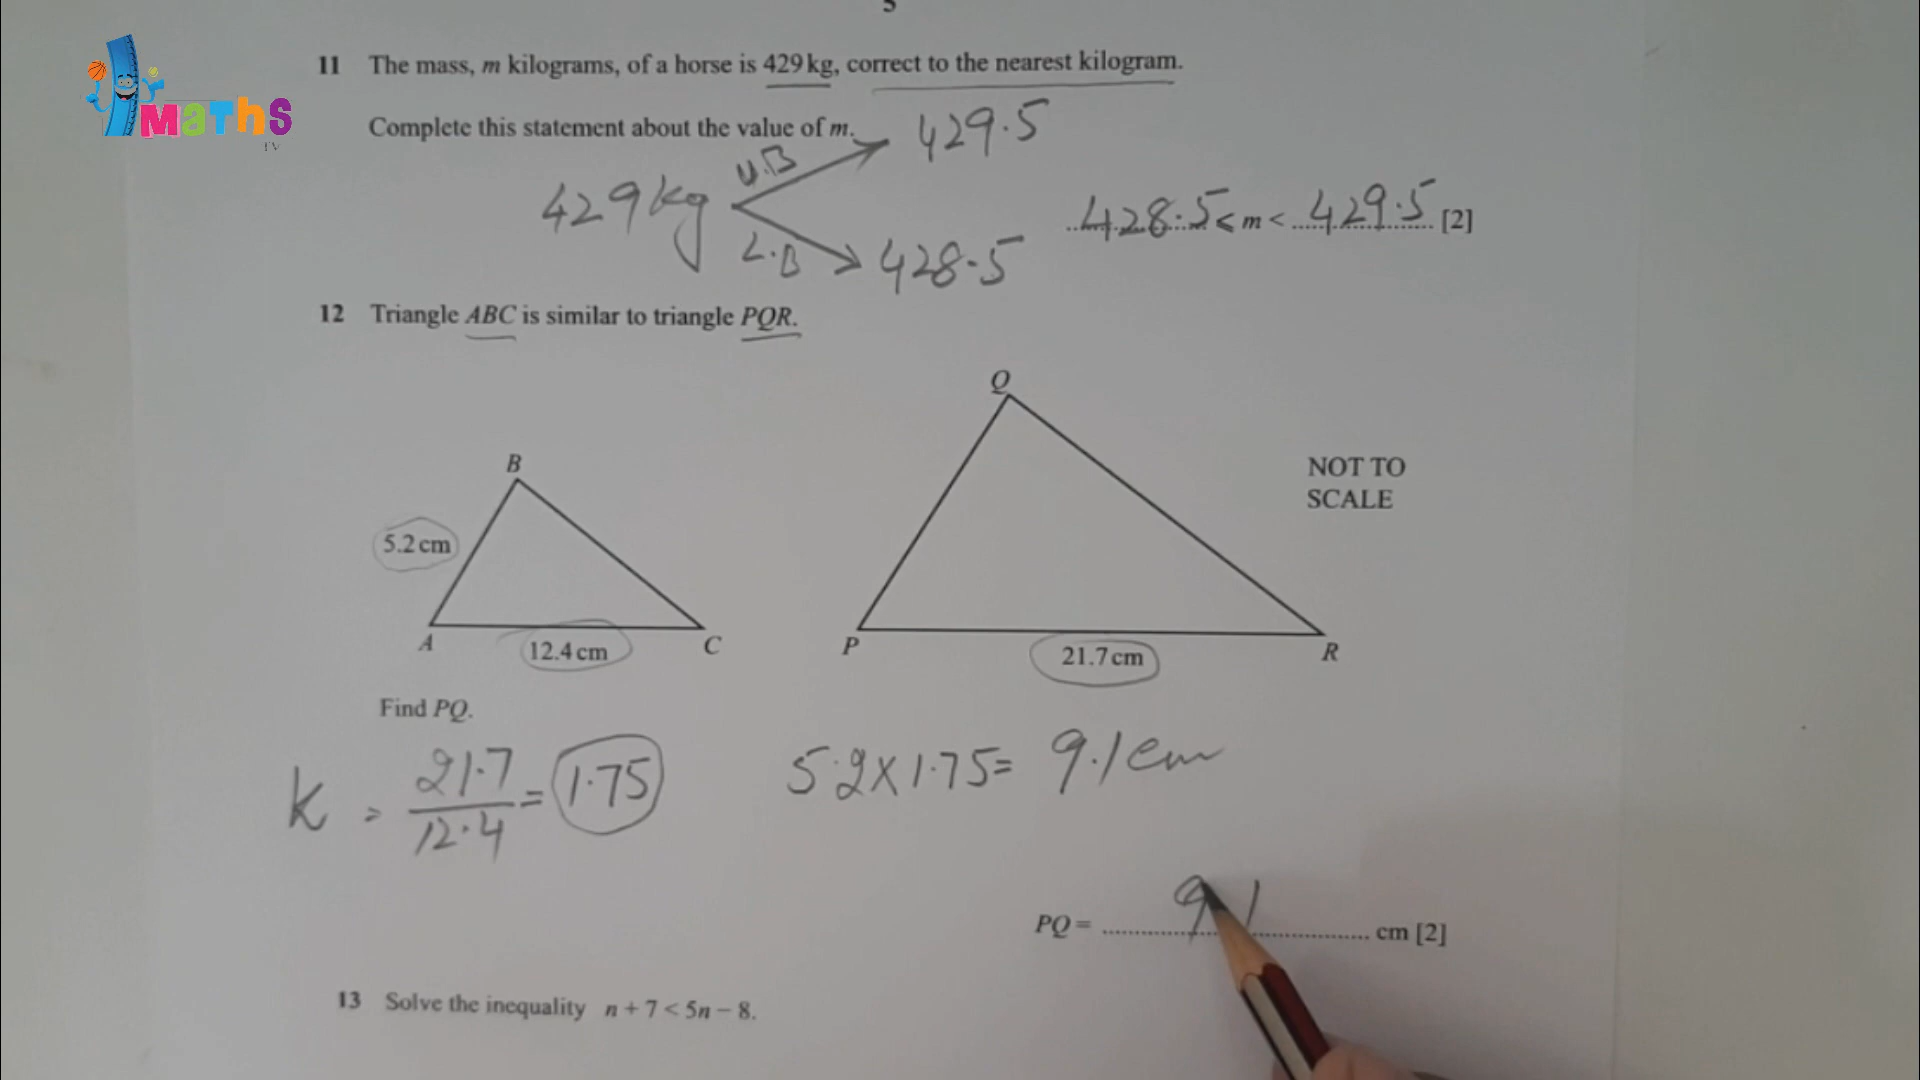 5
MaTHS
TV
11 The mass, m kilograms, of a horse is 429 kg, correct to the nearest kilogram.
Complete this statement about the value of m.
429.5
U.B
429kg
L.B
428.5
428.5 ⩽ m < 429.5 [2]
12 Triangle ABC is similar to triangle PQR.
Q
B
NOT TO
SCALE
5.2 cm
A
12.4 cm
C
P
21.7 cm
R
Find PQ.
K = 21.7/12.4 = 1.75
5.2 X 1.75 = 9.1 cm
PQ = 9.1 cm [2]
13 Solve the inequality n + 7 < 5n − 8.